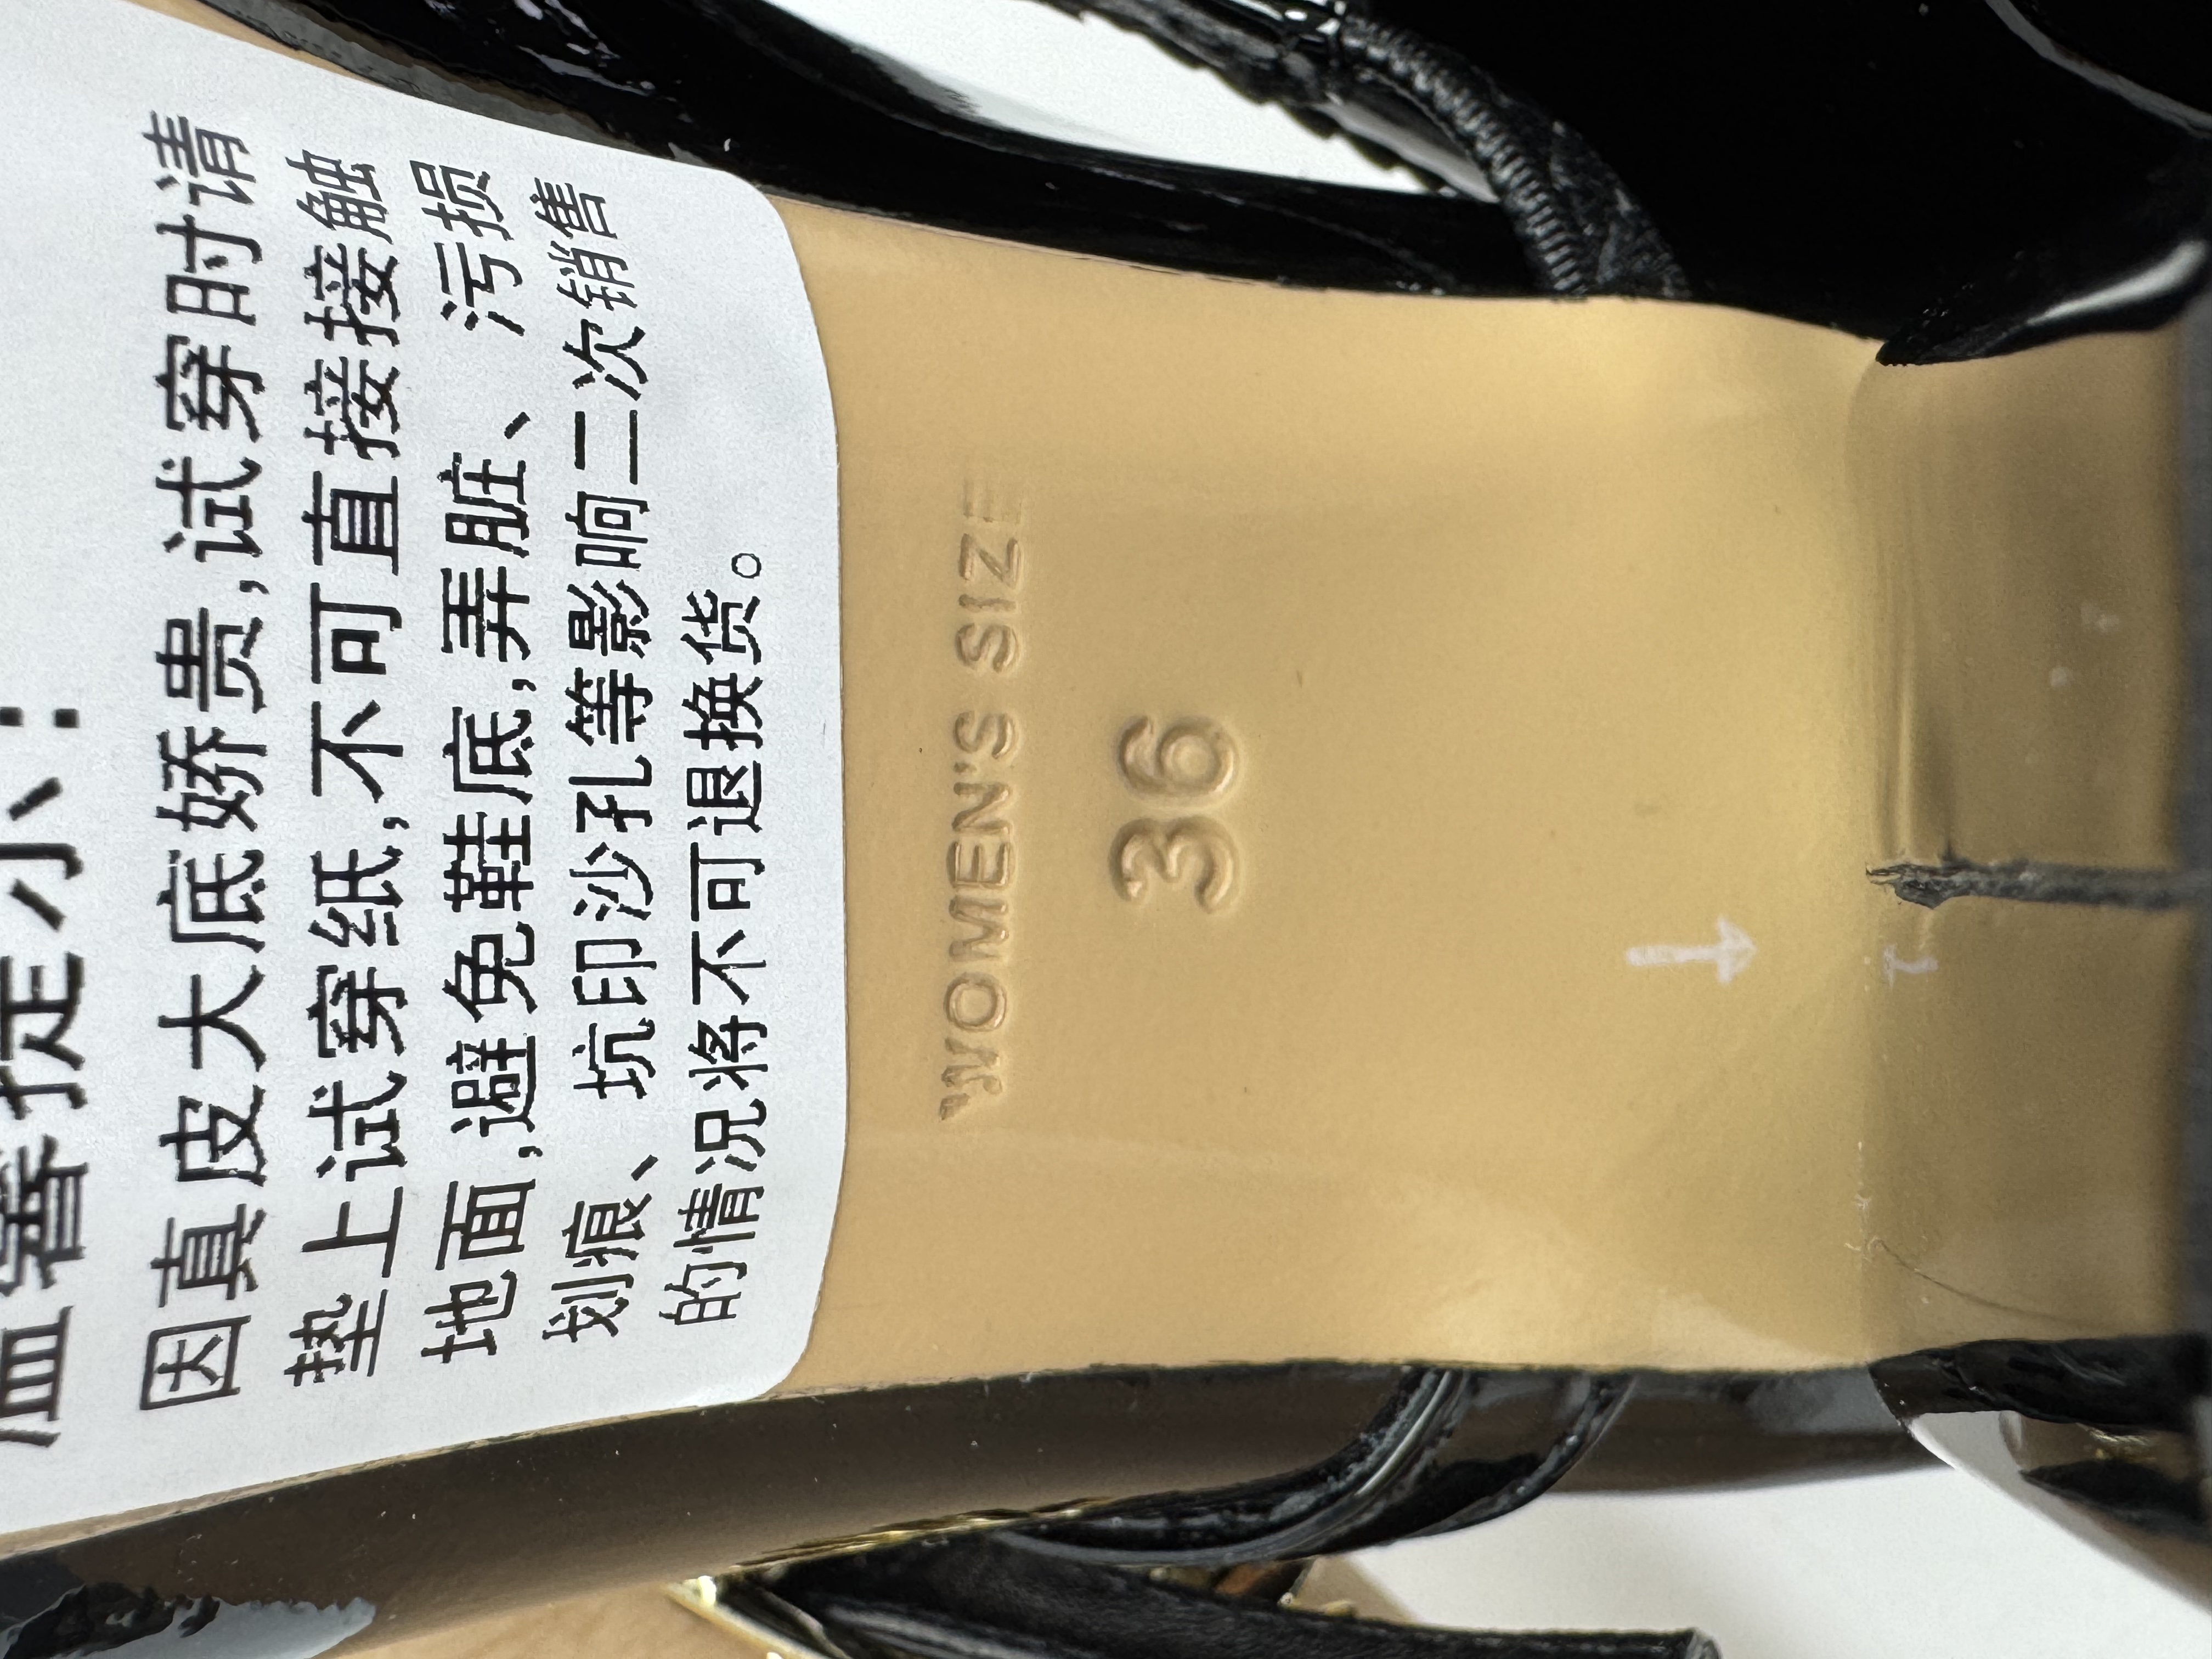 温馨提示:
因真皮大底娇贵,试穿时请
垫上试穿纸,不可直接接触
地面,避免鞋底,弄脏、污损
划痕、坑印沙孔等影响二次销售
的情况将不可退换货。
WOMEN'S SIZE
36